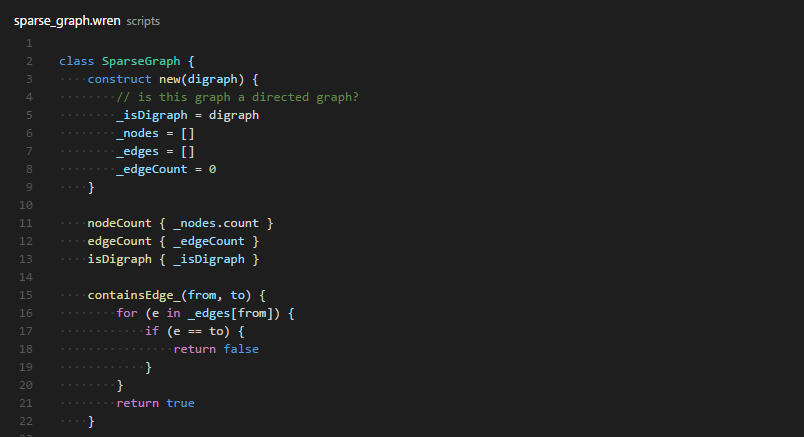 sparse_graph.wren scripts
1
2 class SparseGraph {
3     construct new(digraph) {
4         // is this graph a directed graph?
5         _isDigraph = digraph
6         _nodes = []
7         _edges = []
8         _edgeCount = 0
9     }
10
11     nodeCount { _nodes.count }
12     edgeCount { _edgeCount }
13     isDigraph { _isDigraph }
14
15     containsEdge_(from, to) {
16         for (e in _edges[from]) {
17             if (e == to) {
18                 return false
19             }
20         }
21         return true
22     }